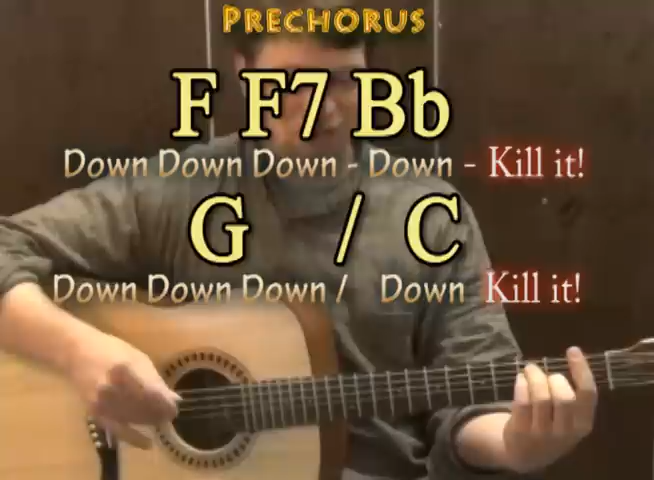 PRECHORUS
F F7 Bb
Down Down Down - Down - Kill it!
G / C
Down Down Down / Down Kill it!